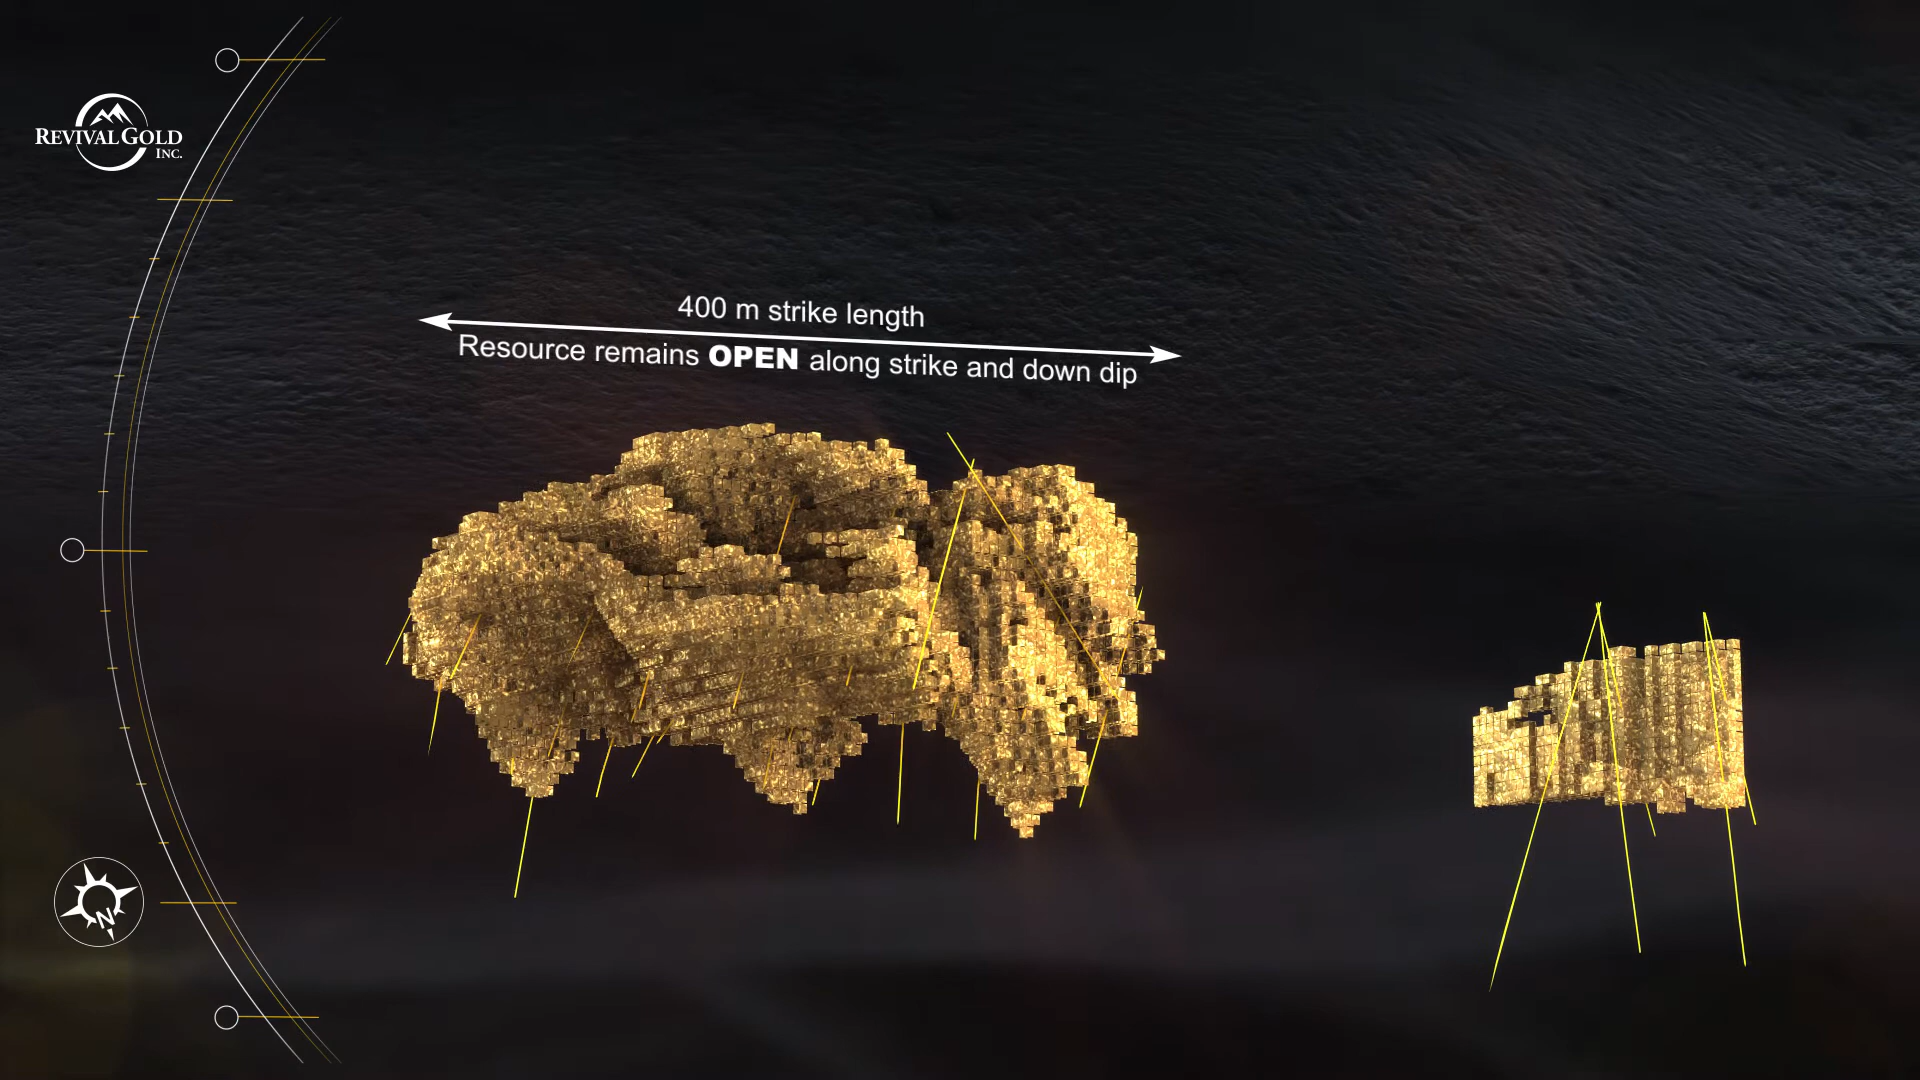 REVIVAL GOLD
INC.
400 m strike length
Resource remains OPEN along strike and down dip
N